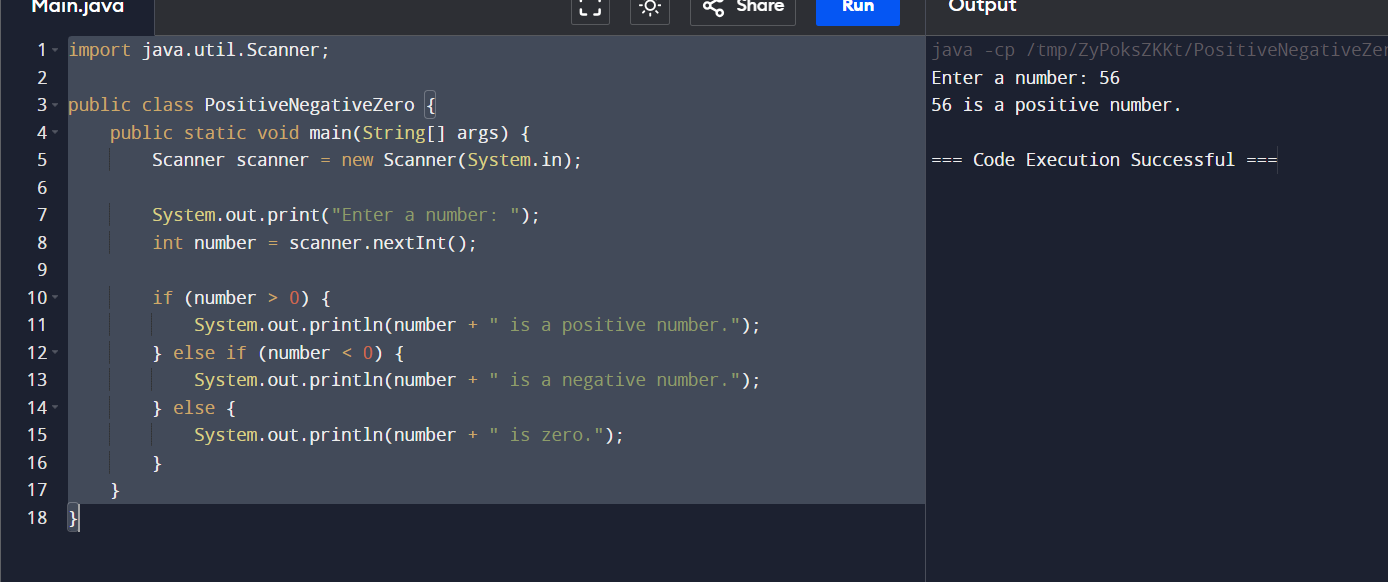 Main.java
Share
Run
Output
1 import java.util.Scanner;
2
3 public class PositiveNegativeZero {
4     public static void main(String[] args) {
5         Scanner scanner = new Scanner(System.in);
6
7         System.out.print("Enter a number: ");
8         int number = scanner.nextInt();
9
10         if (number > 0) {
11             System.out.println(number + " is a positive number.");
12         } else if (number < 0) {
13             System.out.println(number + " is a negative number.");
14         } else {
15             System.out.println(number + " is zero.");
16         }
17     }
18 }
java -cp /tmp/ZyPoksZKKt/PositiveNegativeZer
Enter a number: 56
56 is a positive number.
=== Code Execution Successful ===